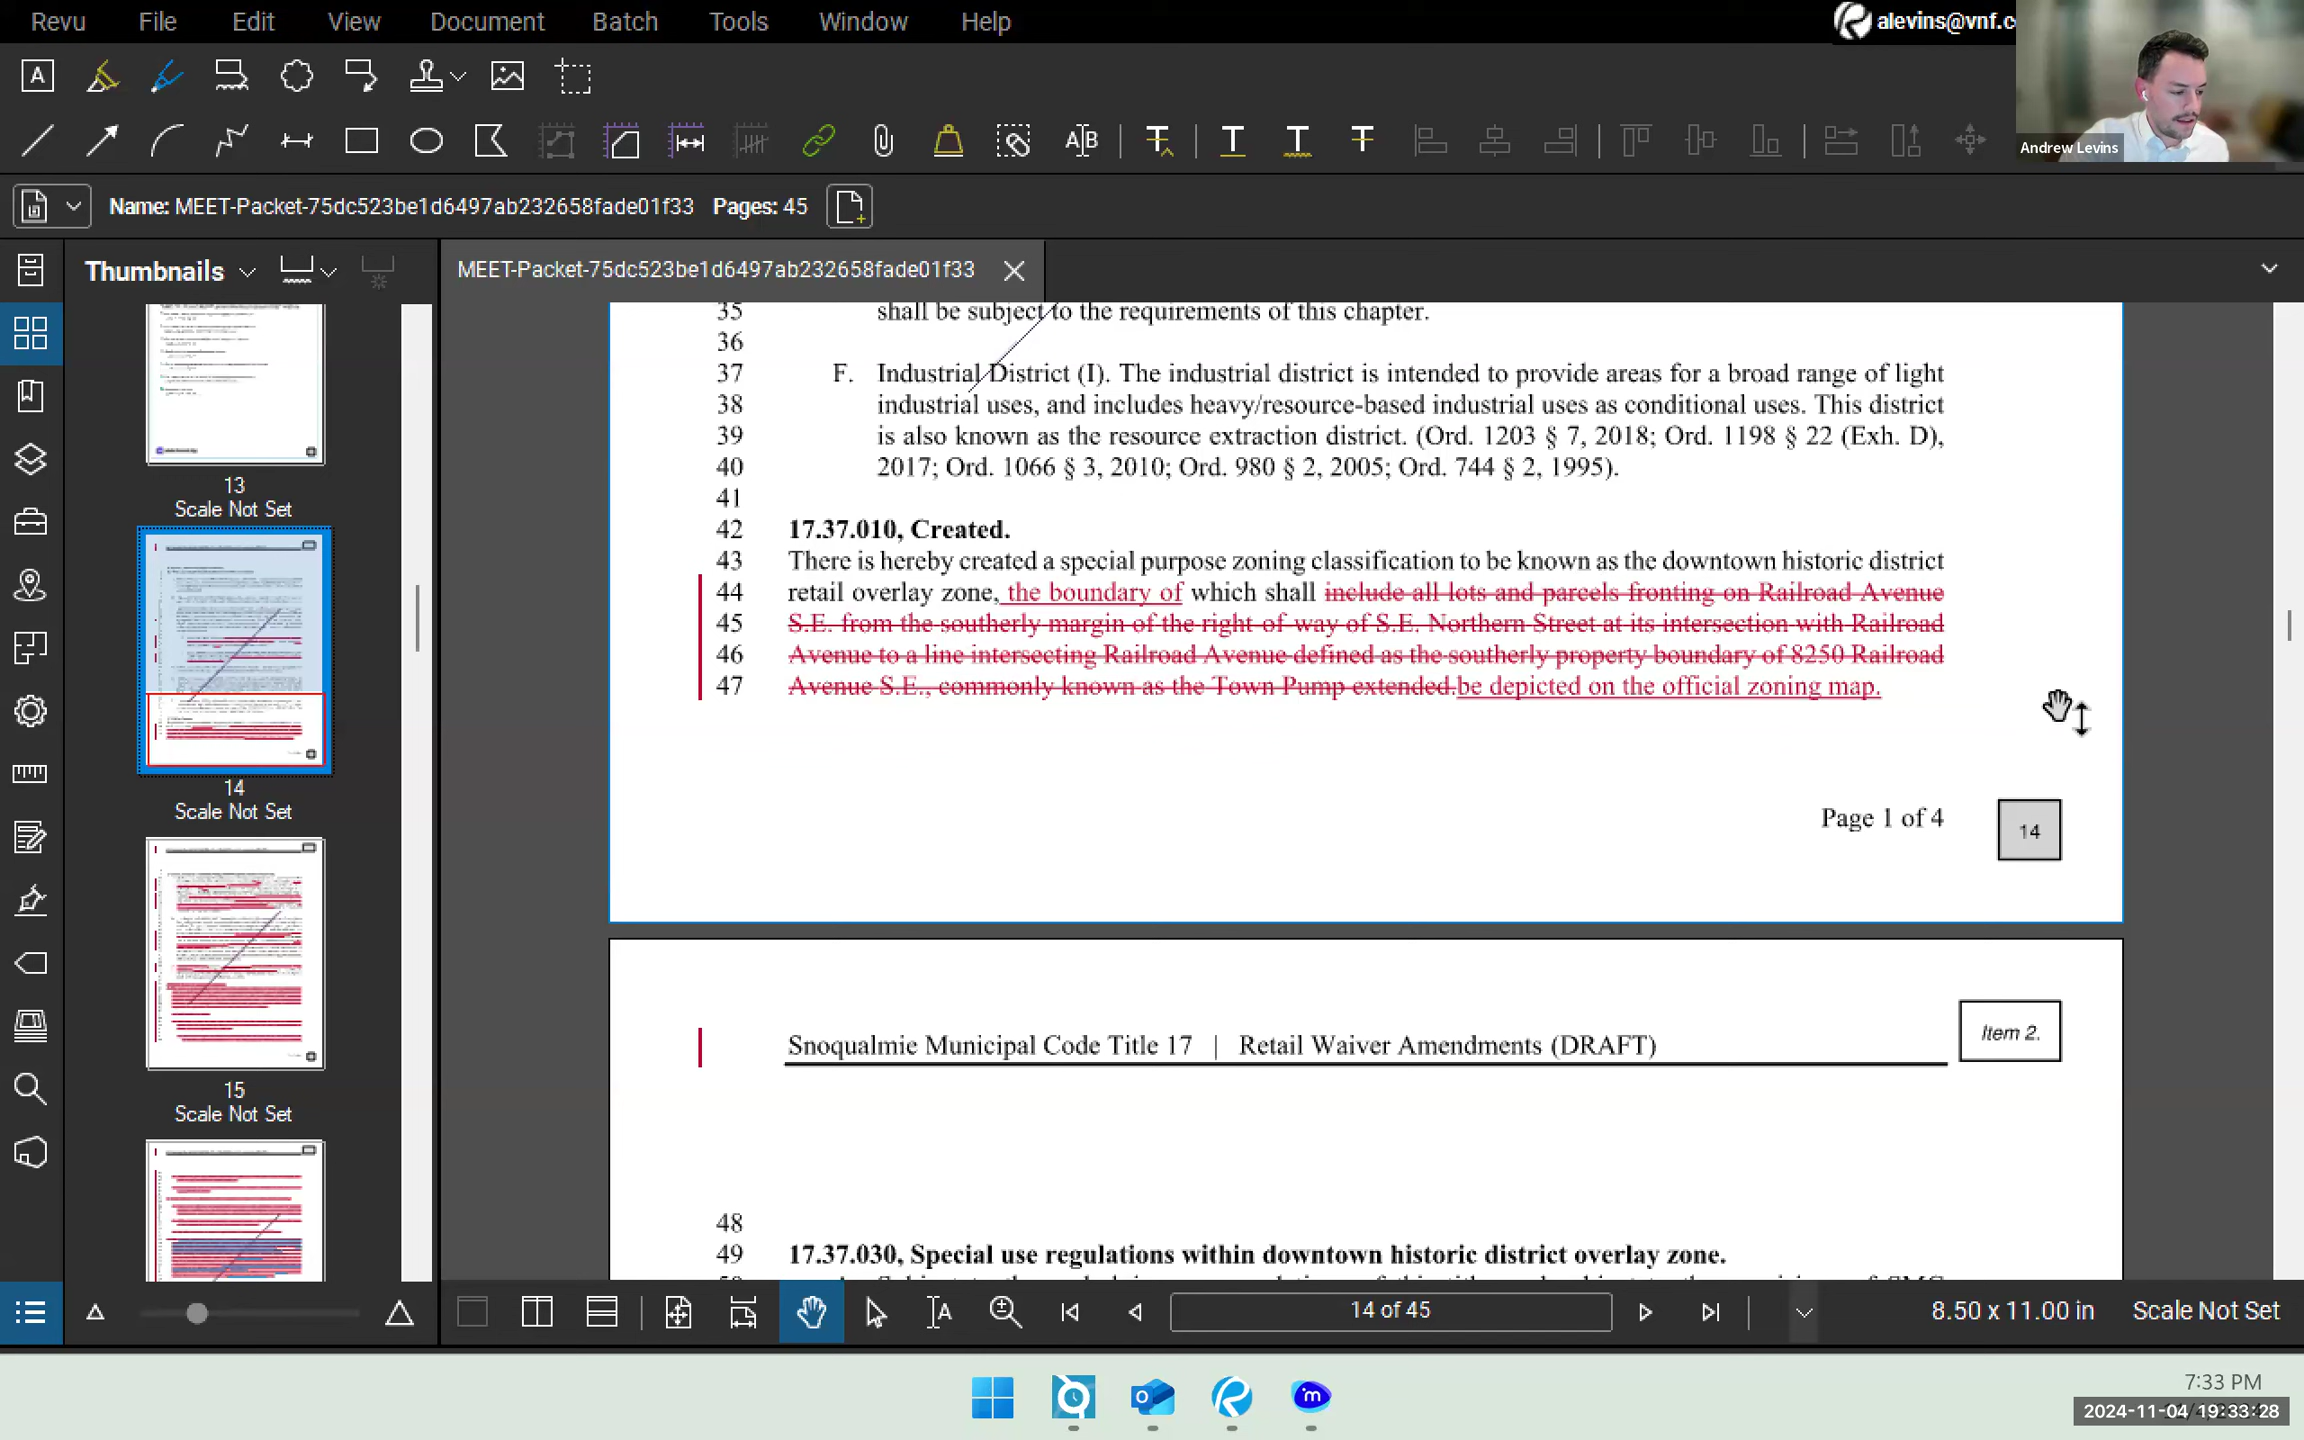 Revu File Edit View Document Batch Tools Window Help
alevins@vnf.c
Andrew Levins
Name: MEET-Packet-75dc523be1d6497ab232658fade01f33 Pages: 45
Thumbnails
MEET-Packet-75dc523be1d6497ab232658fade01f33
13
Scale Not Set
14
Scale Not Set
15
Scale Not Set
35 shall be subject to the requirements of this chapter.
36
37 F. Industrial District (I). The industrial district is intended to provide areas for a broad range of light
38 industrial uses, and includes heavy/resource-based industrial uses as conditional uses. This district
39 is also known as the resource extraction district. (Ord. 1203 § 7, 2018; Ord. 1198 § 22 (Exh. D),
40 2017; Ord. 1066 § 3, 2010; Ord. 980 § 2, 2005; Ord. 744 § 2, 1995).
41
42 17.37.010, Created.
43 There is hereby created a special purpose zoning classification to be known as the downtown historic district
44 retail overlay zone, the boundary of which shall include all lots and parcels fronting on Railroad Avenue
45 S.E. from the southerly margin of the right-of-way of S.E. Northern Street at its intersection with Railroad
46 Avenue to a line intersecting Railroad Avenue defined as the southerly property boundary of 8250 Railroad
47 Avenue S.E., commonly known as the Town Pump extended.be depicted on the official zoning map.
Page 1 of 4
14
Snoqualmie Municipal Code Title 17 | Retail Waiver Amendments (DRAFT)
Item 2.
48
49 17.37.030, Special use regulations within downtown historic district overlay zone.
14 of 45
8.50 x 11.00 in
Scale Not Set
7:33 PM
2024-11-04 19:33:28